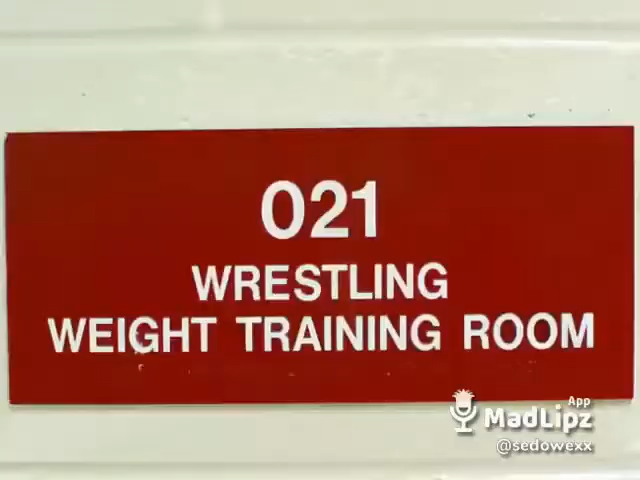 021
WRESTLING
WEIGHT TRAINING ROOM
App
MadLipz
@sedowexx